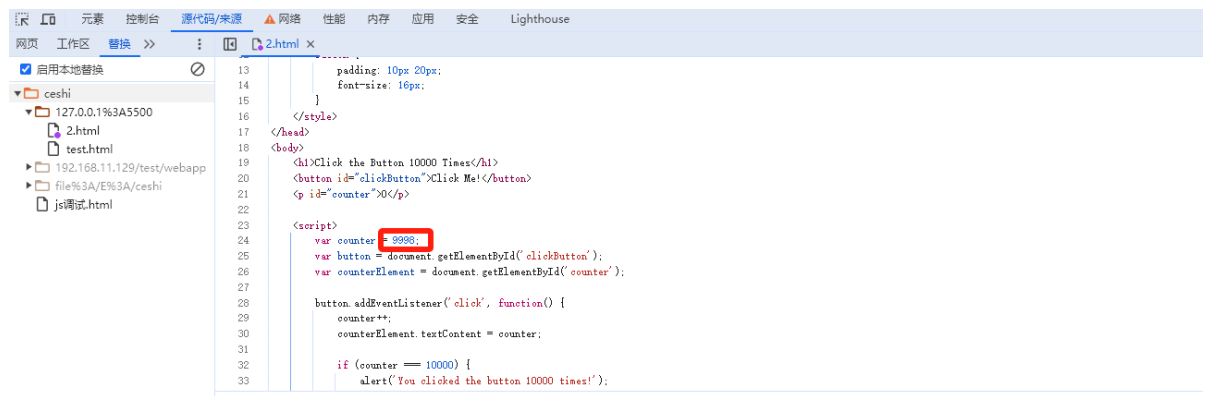 元素 控制台 源代码/来源 网络 性能 内存 应用 安全 Lighthouse
网页 工作区 替换 >> 2.html ×
启用本地替换
ceshi
127.0.0.1%3A5500
2.html
test.html
192.168.11.129/test/webapp
file%3A/E%3A/ceshi
js调试.html
13 padding: 10px 20px;
14 font-size: 16px;
15 }
16 </style>
17 </head>
18 <body>
19 <h1>Click the Button 10000 Times</h1>
20 <button id="clickButton">Click Me!</button>
21 <p id="counter">0</p>
22
23 <script>
24 var counter = 9998;
25 var button = document.getElementById('clickButton');
26 var counterElement = document.getElementById('counter');
27
28 button.addEventListener('click', function() {
29 counter++;
30 counterElement.textContent = counter;
31
32 if (counter === 10000) {
33 alert('You clicked the button 10000 times!');